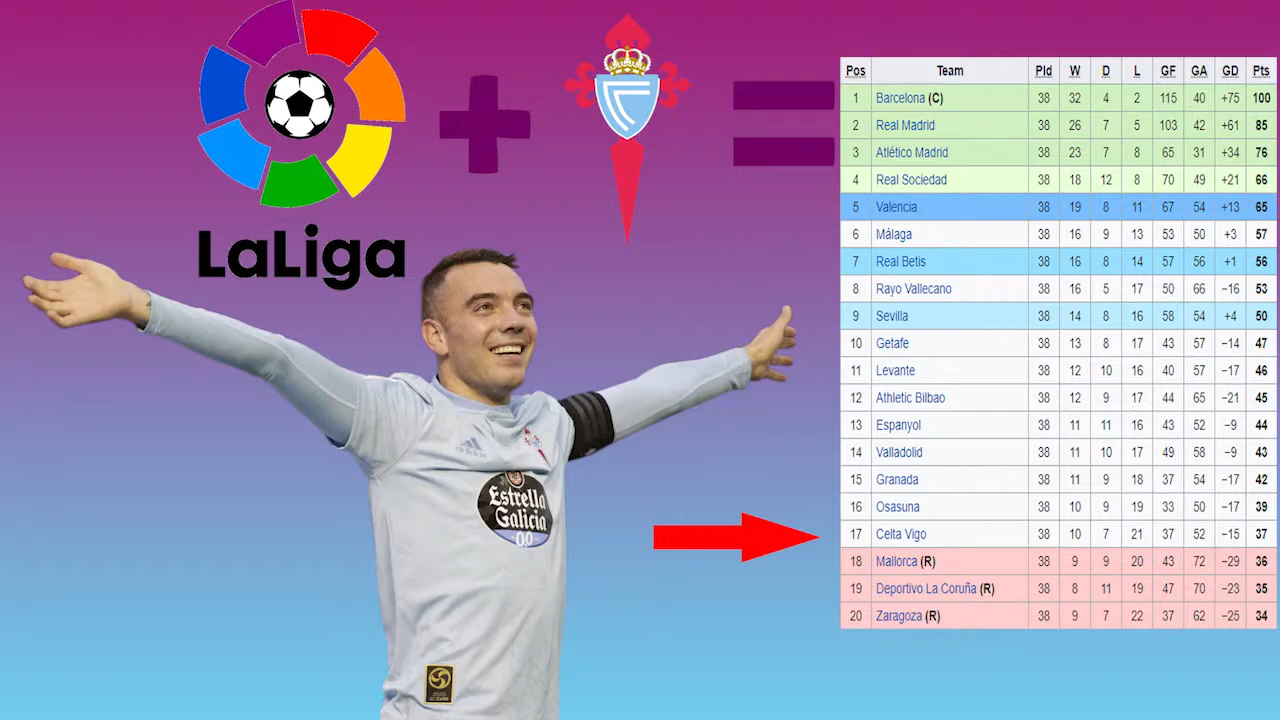 LaLiga
adidas
Estrella
Galicia
0,0
Pos Team Pld W D L GF GA GD Pts
1 Barcelona (C) 38 32 4 2 115 40 +75 100
2 Real Madrid 38 26 7 5 103 42 +61 85
3 Atlético Madrid 38 23 7 8 65 31 +34 76
4 Real Sociedad 38 18 12 8 70 49 +21 66
5 Valencia 38 19 8 11 67 54 +13 65
6 Málaga 38 16 9 13 53 50 +3 57
7 Real Betis 38 16 8 14 57 56 +1 56
8 Rayo Vallecano 38 16 5 17 50 66 −16 53
9 Sevilla 38 14 8 16 58 54 +4 50
10 Getafe 38 13 8 17 43 57 −14 47
11 Levante 38 12 10 16 40 57 −17 46
12 Athletic Bilbao 38 12 9 17 44 65 −21 45
13 Espanyol 38 11 11 16 43 52 −9 44
14 Valladolid 38 11 10 17 49 58 −9 43
15 Granada 38 11 9 18 37 54 −17 42
16 Osasuna 38 10 9 19 33 50 −17 39
17 Celta Vigo 38 10 7 21 37 52 −15 37
18 Mallorca (R) 38 9 9 20 43 72 −29 36
19 Deportivo La Coruña (R) 38 8 11 19 47 70 −23 35
20 Zaragoza (R) 38 9 7 22 37 62 −25 34